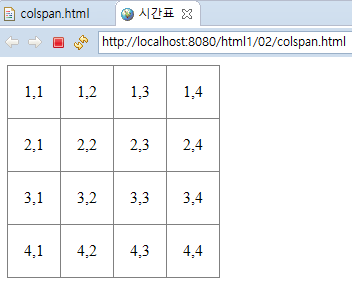 colspan.html 시간표
http://localhost:8080/html1/02/colspan.html
1,1 1,2 1,3 1,4
2,1 2,2 2,3 2,4
3,1 3,2 3,3 3,4
4,1 4,2 4,3 4,4